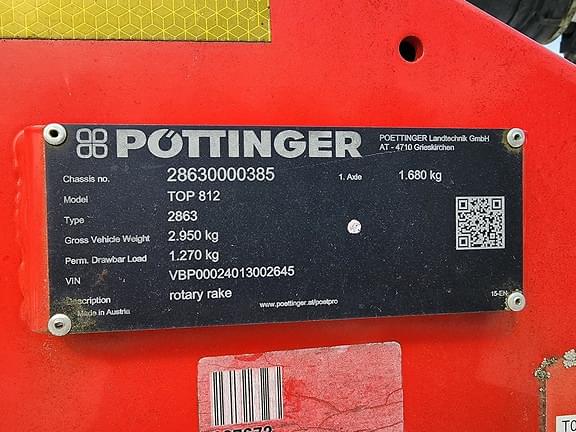 PÖTTINGER
POETTINGER Landtechnik GmbH
AT - 4710 Grieskirchen
Chassis no. 28630000385 1. Axle 1.680 kg
Model TOP 812
Type 2863
Gross Vehicle Weight 2.950 kg
Perm. Drawbar Load 1.270 kg
VIN VBP00024013002645
Description rotary rake
Made in Austria www.poettinger.at/poetpro 15-EN